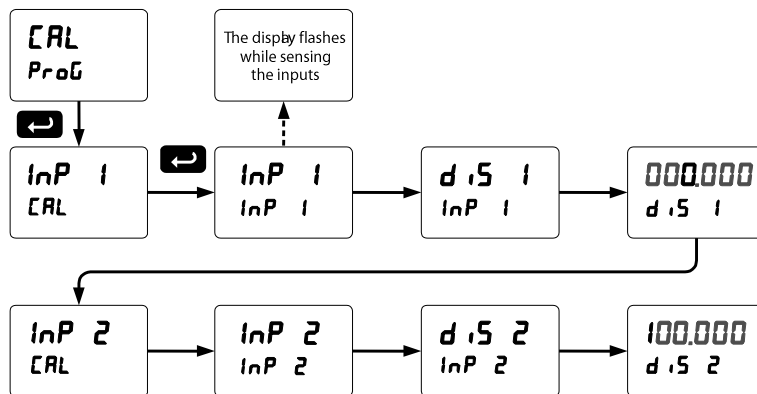 CAL
ProG
The display flashes
while sensing
the inputs
InP 1
CAL
InP 1
InP 1
diS 1
InP 1
000.000
diS 1
InP 2
CAL
InP 2
InP 2
diS 2
InP 2
100.000
diS 2